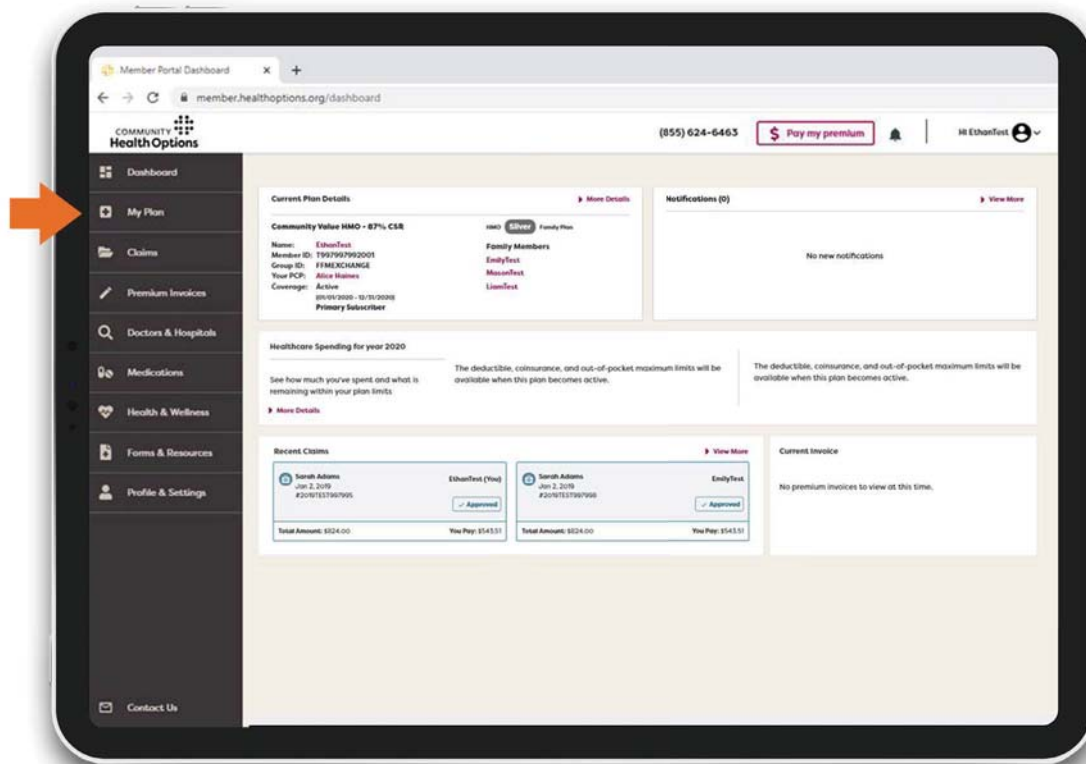 Member Portal Dashboard
member.healthoptions.org/dashboard
COMMUNITY
HealthOptions
(855) 624-6463
$ Pay my premium
Hi EthanTest
Dashboard
My Plan
Claims
Premium Invoices
Doctors & Hospitals
Medications
Health & Wellness
Forms & Resources
Profile & Settings
Contact Us
Current Plan Details
More Details
Community Value HMO - 87% CSR
HMO Silver Family Plan
Name: EthanTest
Member ID: T997997992001
Group ID: FFMEXCHANGE
Your PCP: Alice Haines
Coverage: Active
(01/01/2020 - 12/31/2020)
Primary Subscriber
Family Members
EmilyTest
MasonTest
LiamTest
Notifications (0)
View More
No new notifications
Healthcare Spending for year 2020
See how much you've spent and what is
remaining within your plan limits
More Details
The deductible, coinsurance, and out-of-pocket maximum limits will be
available when this plan becomes active.
The deductible, coinsurance, and out-of-pocket maximum limits will be
available when this plan becomes active.
Recent Claims
View More
Sarah Adams
EthanTest (You)
Jan 2, 2019
#2019TEST997995
Approved
Total Amount: $824.00
You Pay: $543.51
Sarah Adams
EmilyTest
Jan 2, 2019
Approved
Total Amount: $824.00
You Pay: $543.51
Current Invoice
No premium invoices to view at this time.